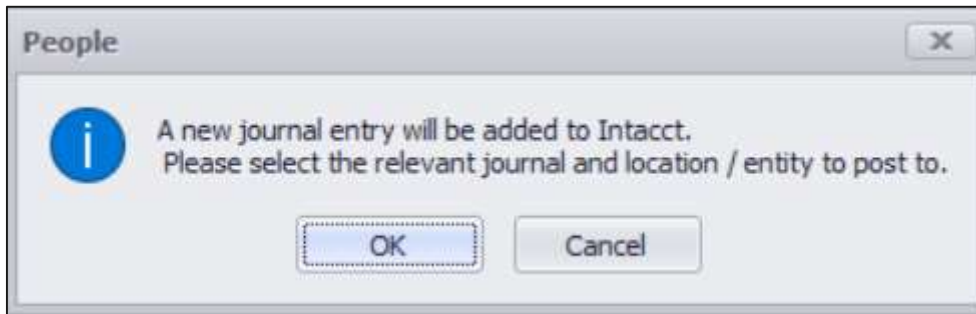 People
A new journal entry will be added to Intacct.
Please select the relevant journal and location / entity to post to.
OK
Cancel